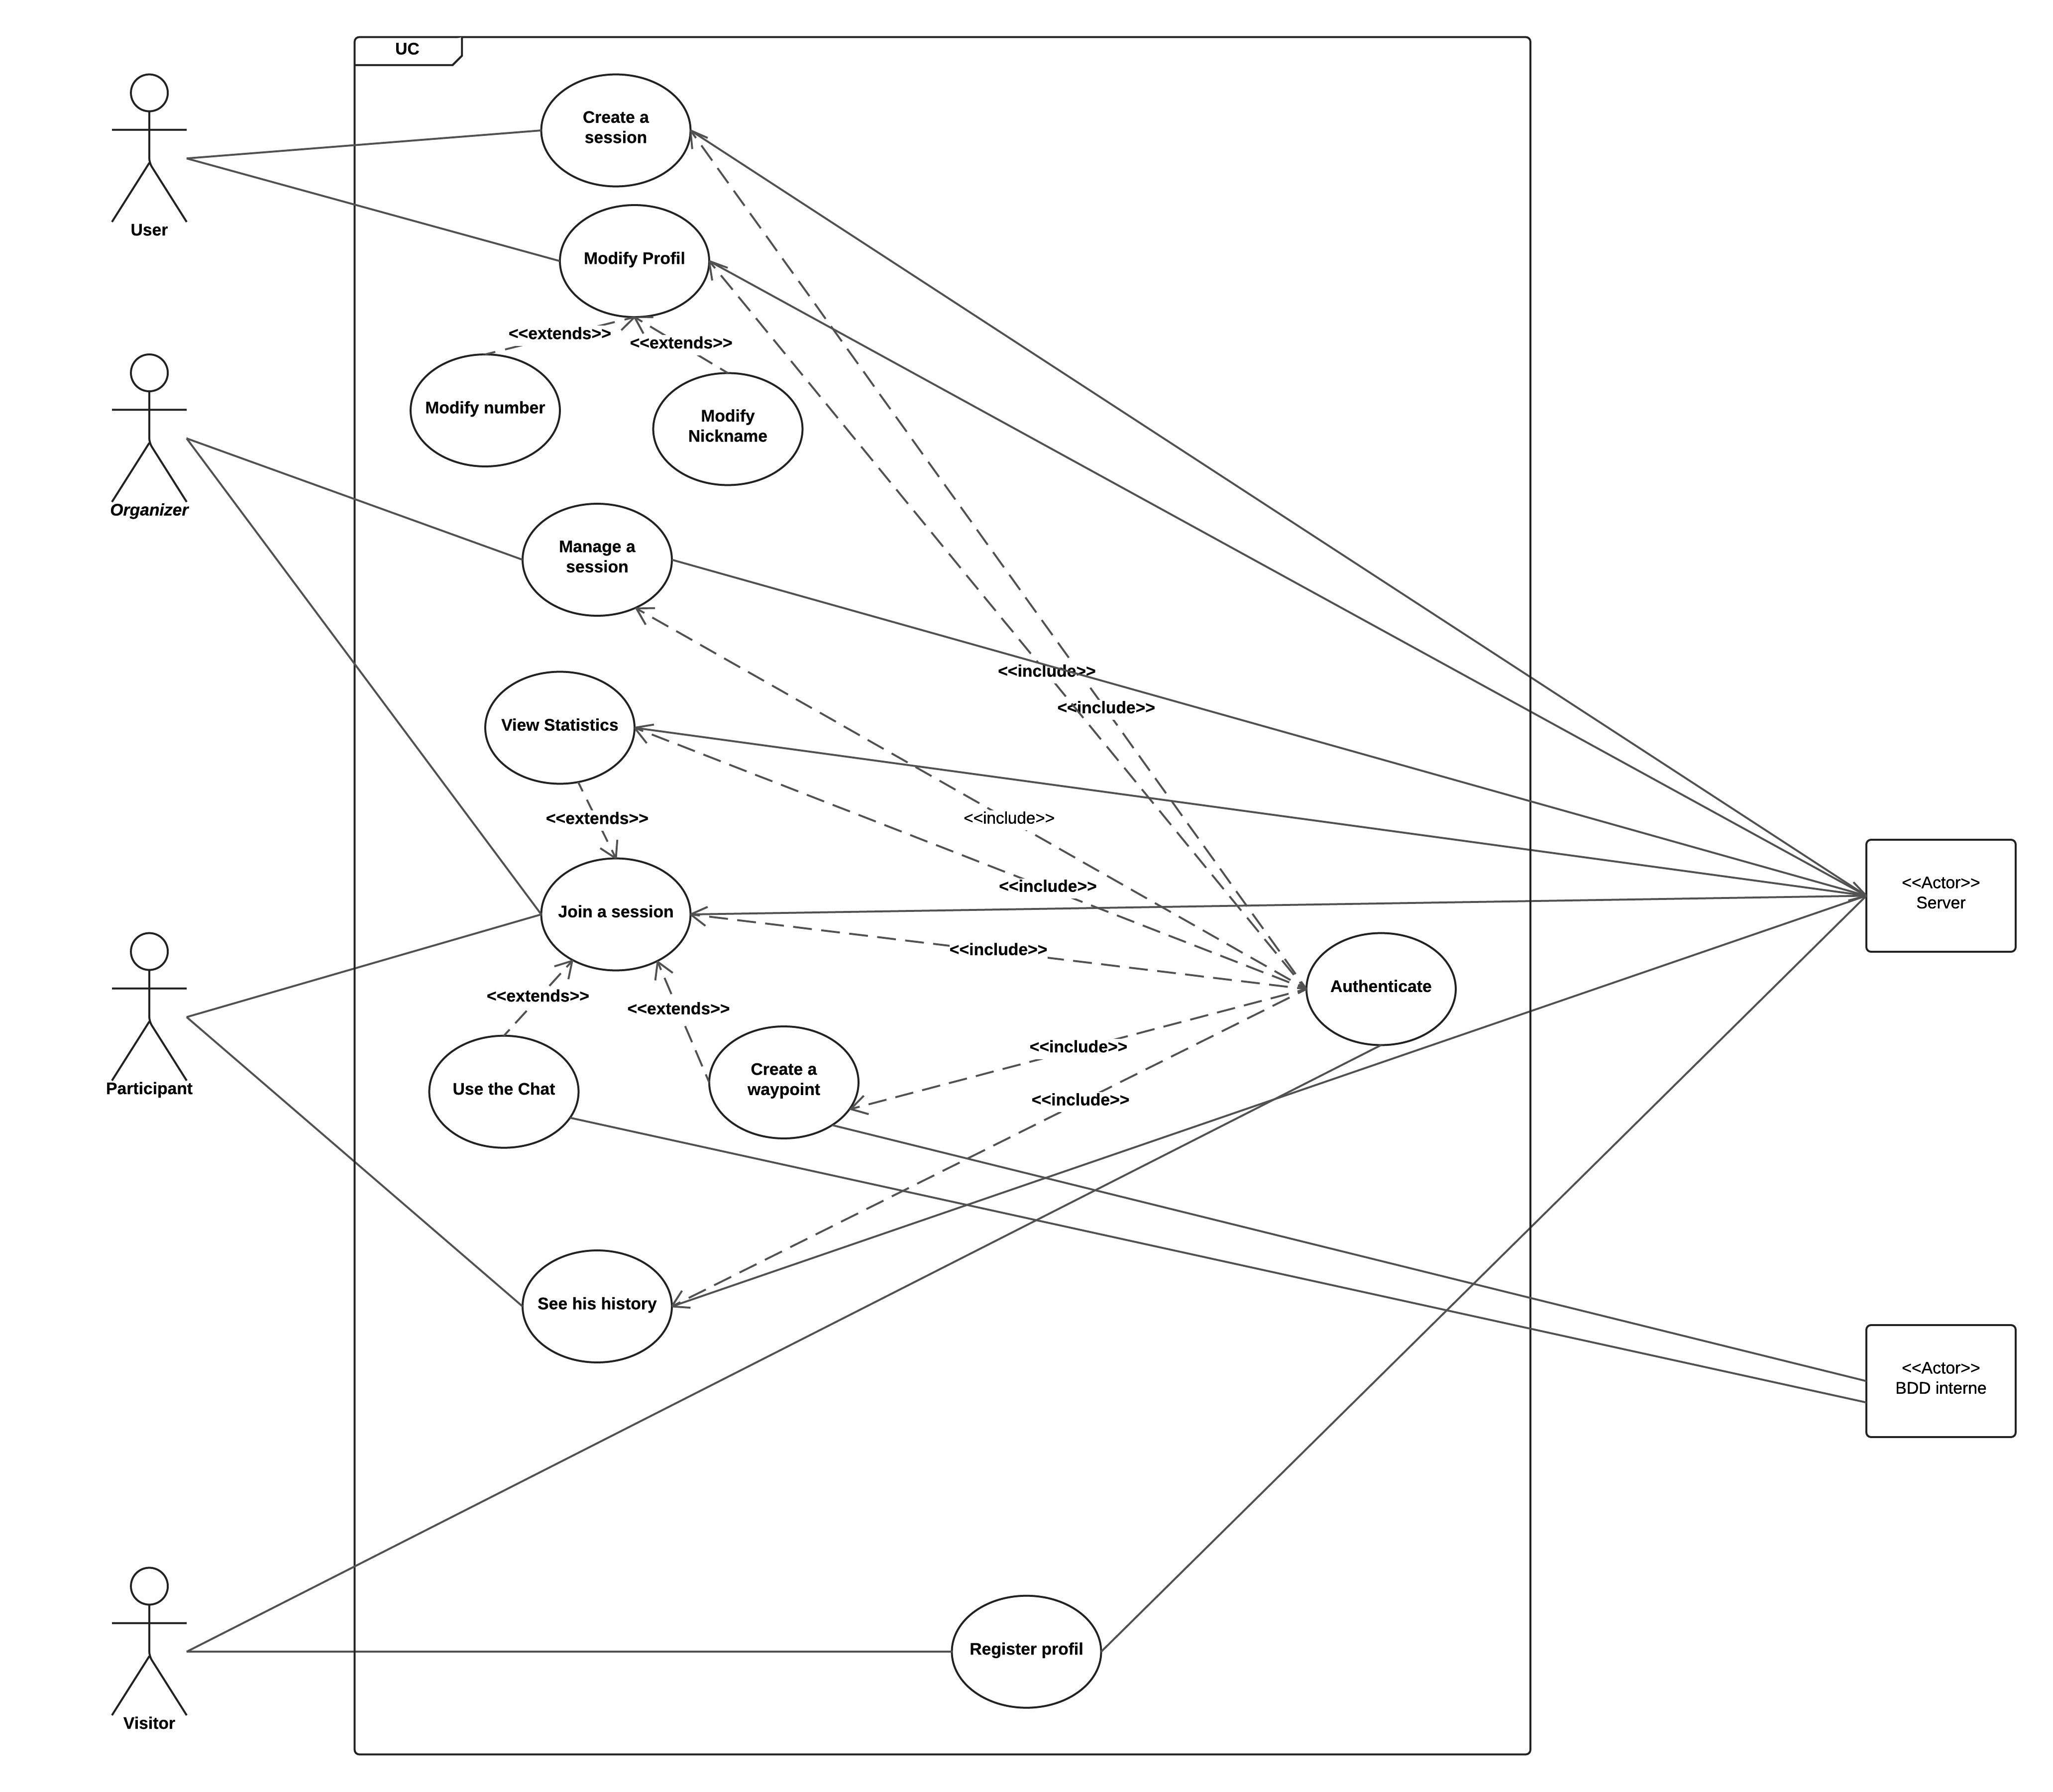 UC
Create a
session
User
Modify Profil
<<extends>>
<<extends>>
Modify number
Modify
Nickname
Organizer
Manage a
session
<<include>>
<<include>>
View Statistics
<<extends>>
<<include>>
<<include>>
Join a session
<<include>>
<<Actor>>
Server
Authenticate
<<extends>>
<<extends>>
<<include>>
Participant
Use the Chat
Create a
waypoint
<<include>>
See his history
<<Actor>>
BDD interne
Register profil
Visitor